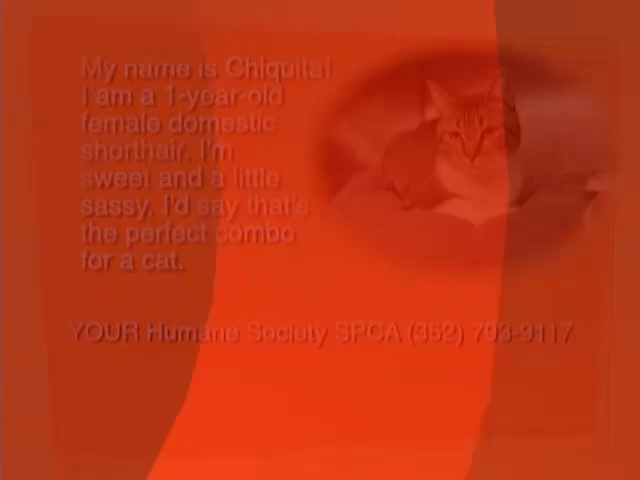 My name is Chiquita!
I am a 1-year-old
female domestic
shorthair. I'm
sweet and a little
sassy. I'd say that's
the perfect combo
for a cat.
YOUR Humane Society SPCA (352) 793-9117